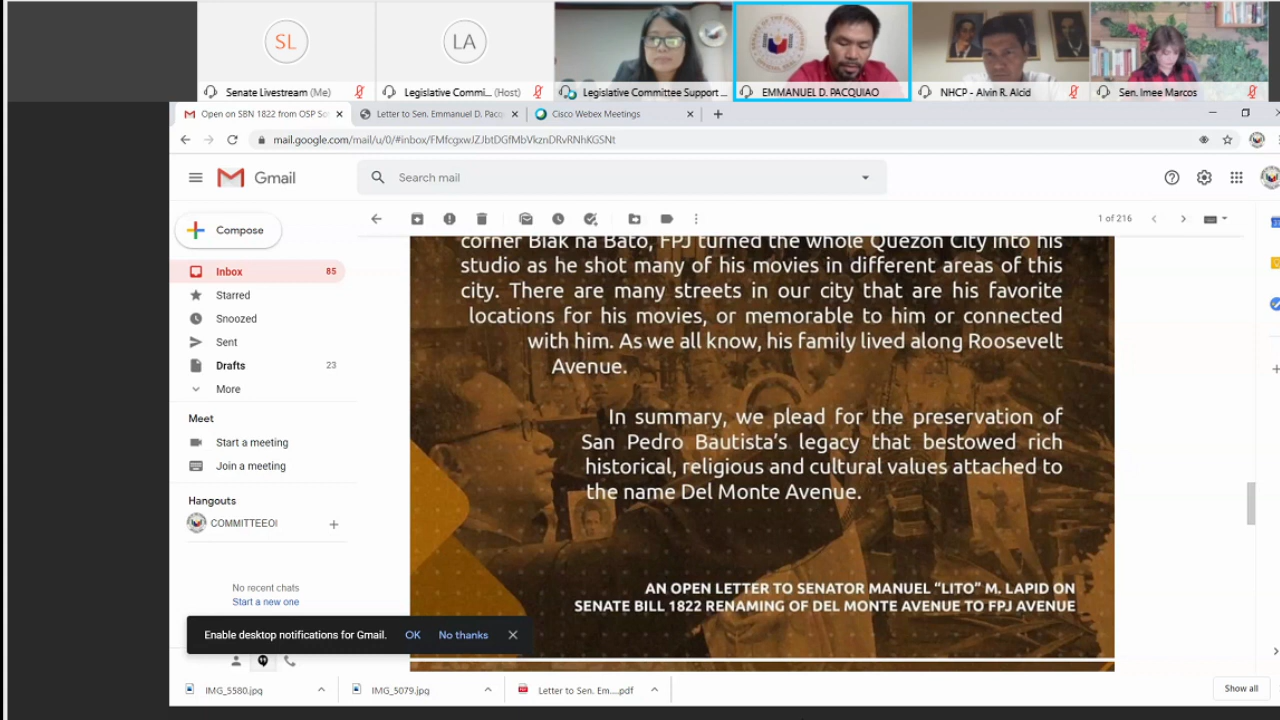 SL
LA
Senate Livestream (Me)
Legislative Commi... (Host)
Legislative Committee Support ...
EMMANUEL D. PACQUIAO
NHCP - Alvin R. Alcid
Sen. Imee Marcos
Open on SBN 1822 from OSP So
Letter to Sen. Emmanuel D. Pacq
Cisco Webex Meetings
mail.google.com/mail/u/0/#inbox/FMfcgxwJZJbtDGfMbVkznDRvRNhKGSNt
Gmail
Search mail
Compose
1 of 216
Inbox 85
Starred
Snoozed
Sent
Drafts 23
More
Meet
Start a meeting
Join a meeting
Hangouts
COMMITTEEOI
No recent chats
Start a new one
corner Biak na Bato, FPJ turned the whole Quezon City into his
studio as he shot many of his movies in different areas of this
city. There are many streets in our city that are his favorite
locations for his movies, or memorable to him or connected
with him. As we all know, his family lived along Roosevelt
Avenue.
In summary, we plead for the preservation of
San Pedro Bautista's legacy that bestowed rich
historical, religious and cultural values attached to
the name Del Monte Avenue.
AN OPEN LETTER TO SENATOR MANUEL “LITO” M. LAPID ON
SENATE BILL 1822 RENAMING OF DEL MONTE AVENUE TO FPJ AVENUE
Enable desktop notifications for Gmail. OK No thanks
IMG_5580.jpg
IMG_5079.jpg
Letter to Sen. Em....pdf
Show all